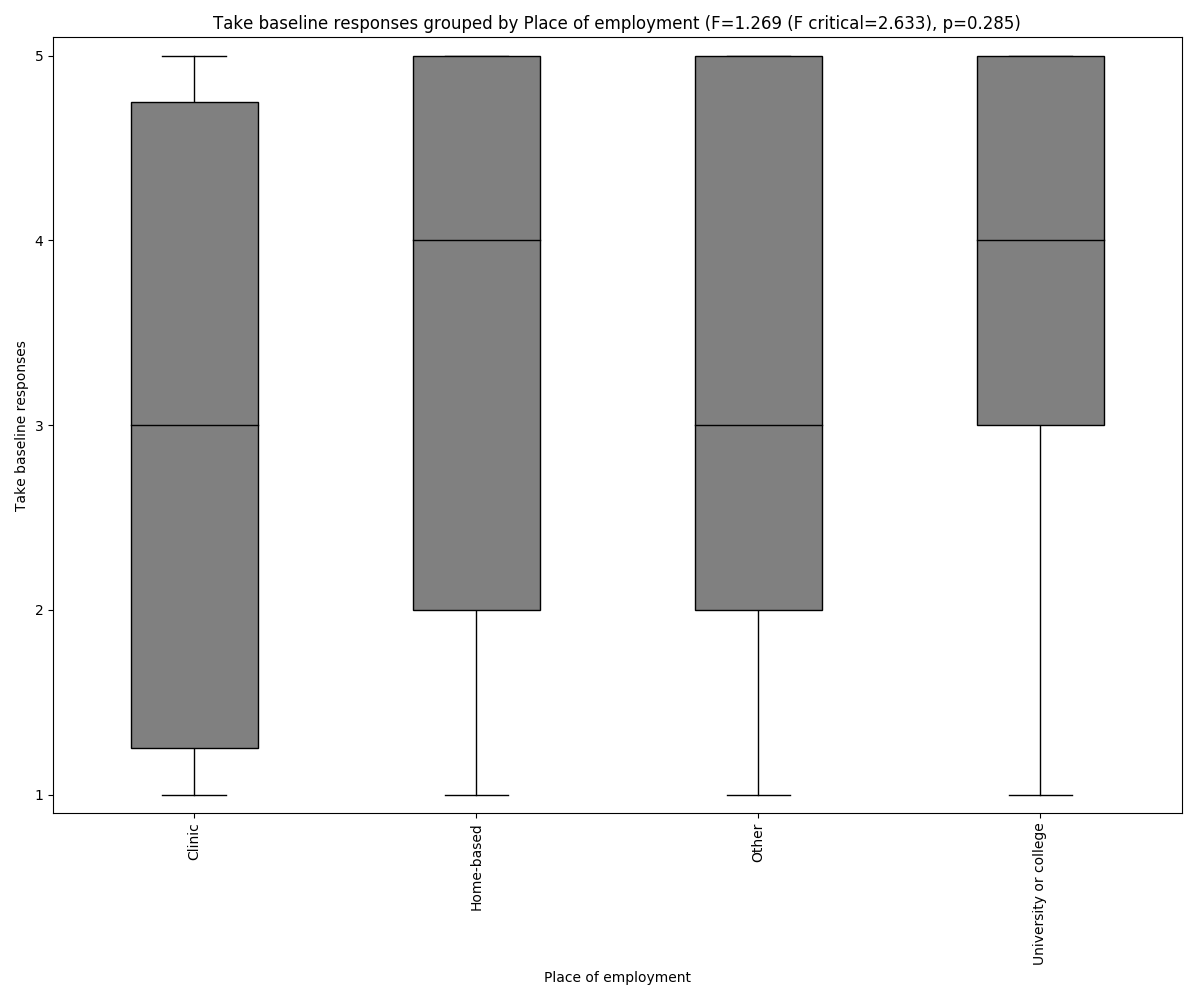 Take baseline responses grouped by Place of employment (F=1.269 (F critical=2.633), p=0.285)
5
4
3
2
1
Take baseline responses
Clinic
Home-based
Other
University or college
Place of employment